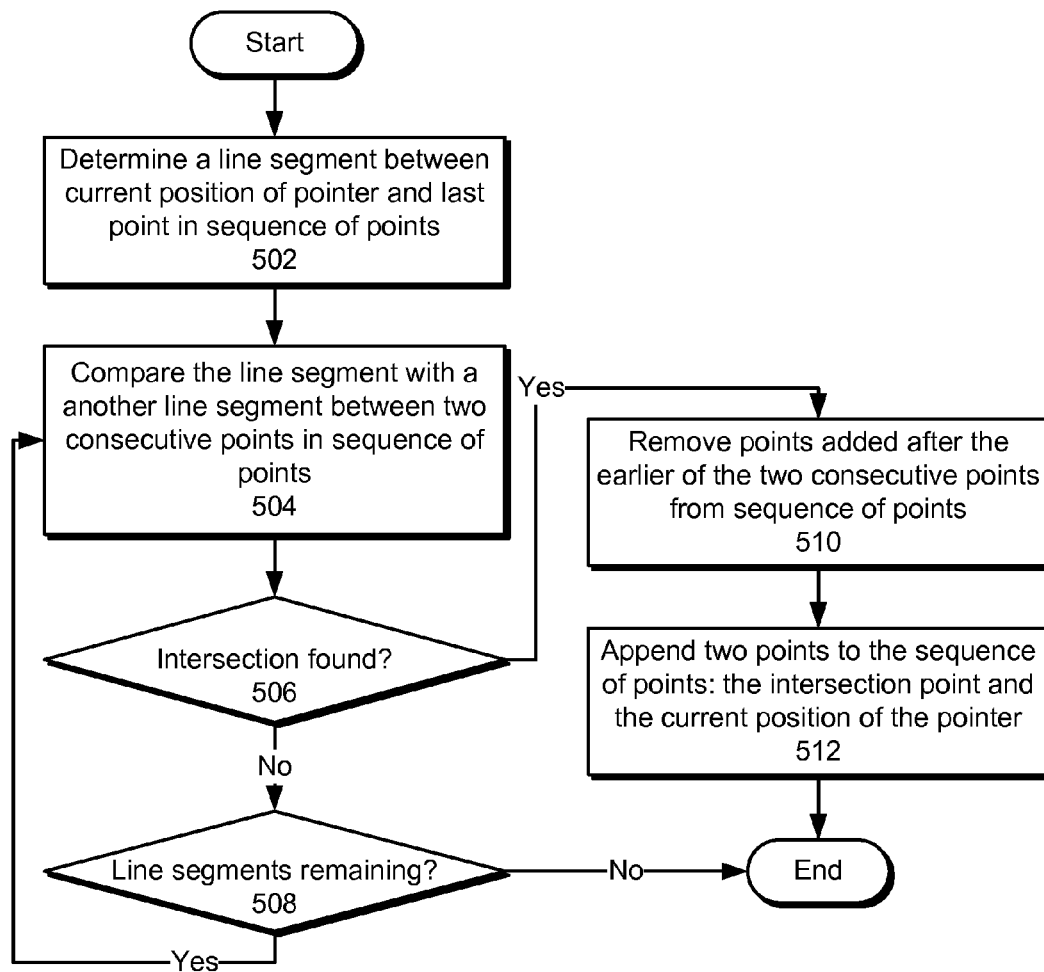 Start
Determine a line segment between
current position of pointer and last
point in sequence of points
502
Compare the line segment with a
another line segment between two
consecutive points in sequence of
points
504
Yes
Remove points added after the
earlier of the two consecutive points
from sequence of points
510
Intersection found?
506
Append two points to the sequence
of points: the intersection point and
the current position of the pointer
512
No
Line segments remaining?
508
No
End
Yes